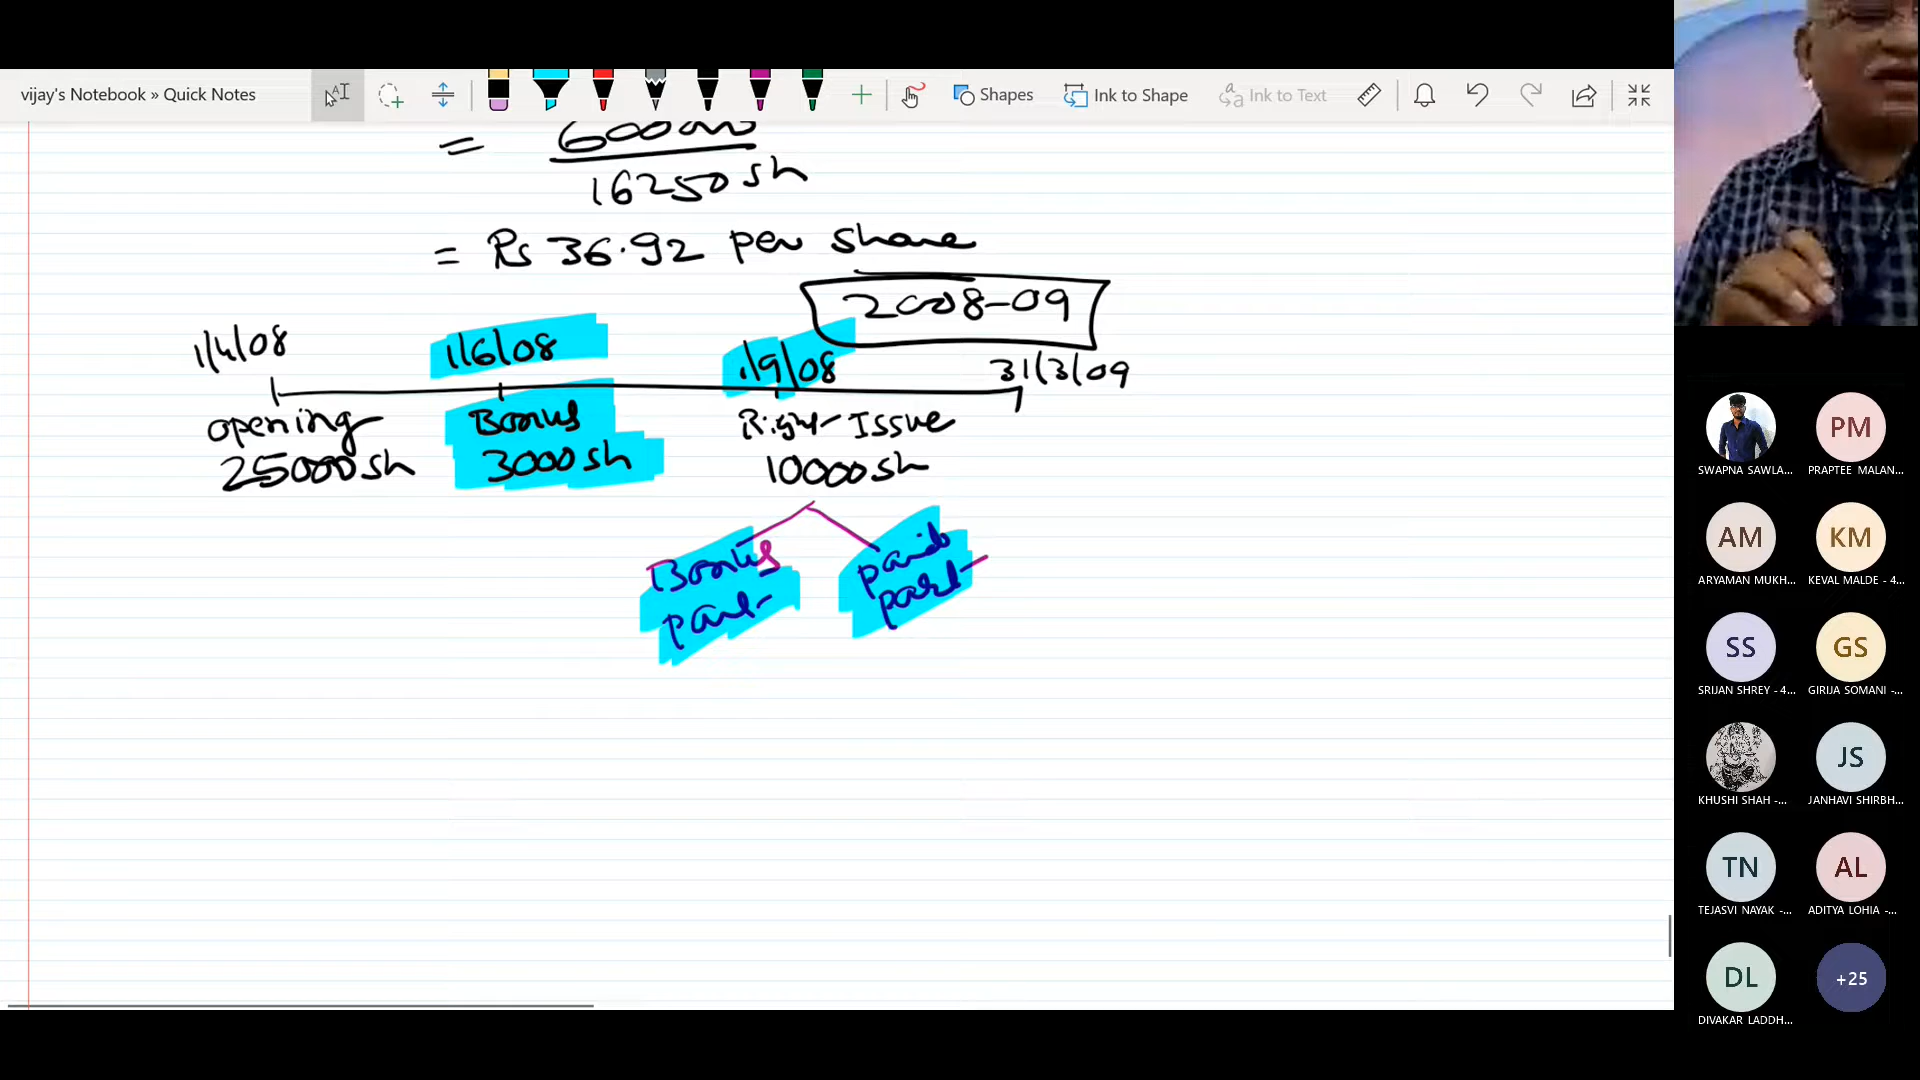 vijay's Notebook » Quick Notes
Shapes
Ink to Shape
Ink to Text
= 600000
16250 sh
= Rs 36.92 per share
2008-09
1/4/08 1/6/08 1/9/08 31/3/09
opening Bonus Right Issue
25000 sh 3000 sh 10000 sh
Bonus part
paid part
SWAPNA SAWLA...
PM
PRAPTEE MALAN...
AM
ARYAMAN MUKH...
KM
KEVAL MALDE - 4...
SS
SRIJAN SHREY - 4...
GS
GIRIJA SOMANI -...
KHUSHI SHAH -...
JS
JANHAVI SHIRBH...
TN
TEJASVI NAYAK -...
AL
ADITYA LOHIA -...
DL
DIVAKAR LADDH...
+25